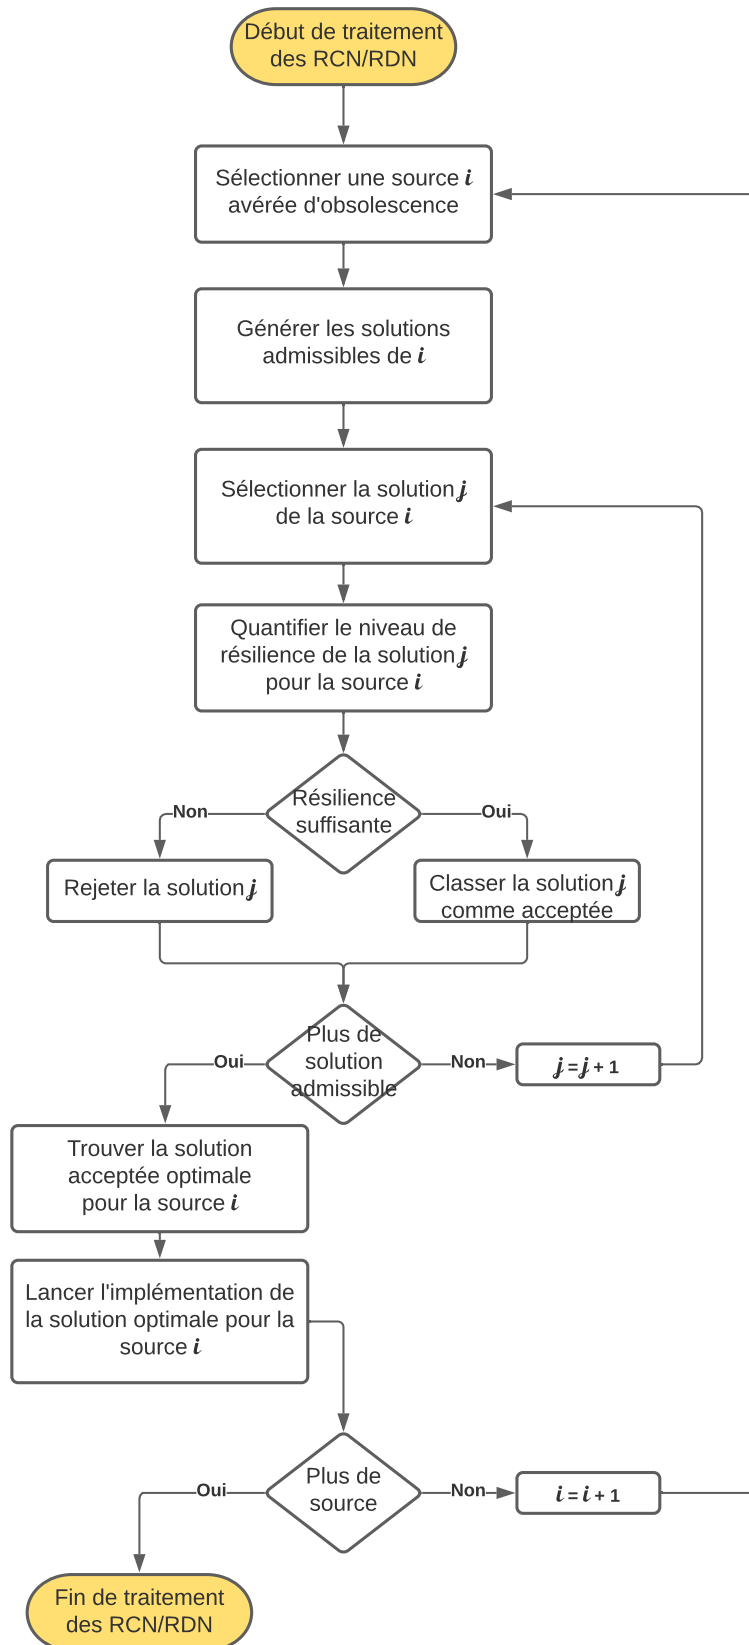 Début de traitement
des RCN/RDN
Sélectionner une source i
avérée d'obsolescence
Générer les solutions
admissibles de i
Sélectionner la solution j
de la source i
Quantifier le niveau de
résilience de la solution j
pour la source i
Résilience
suffisante
Non
Oui
Rejeter la solution j
Classer la solution j
comme acceptée
Plus de
solution
admissible
Oui
Non
j = j + 1
Trouver la solution
acceptée optimale
pour la source i
Lancer l'implémentation de
la solution optimale pour la
source i
Plus de
source
Oui
Non
i = i + 1
Fin de traitement
des RCN/RDN